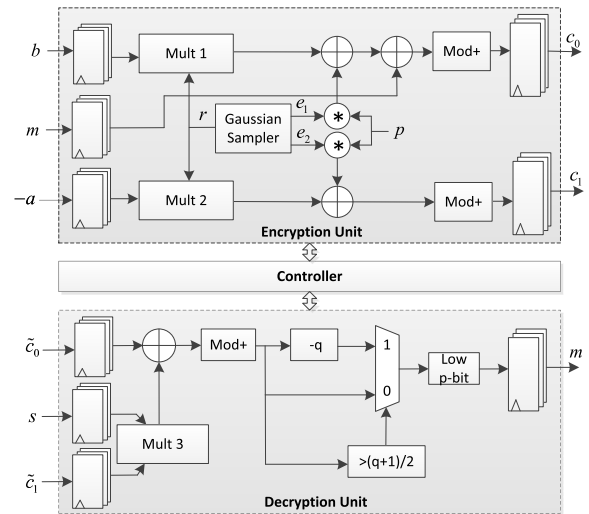 b
Mult 1
Mod+
c0
m
r
Gaussian
Sampler
e1
e2
*
*
p
-a
Mult 2
Mod+
c1
Encryption Unit
Controller
c̃0
Mod+
-q
1
0
Low
p-bit
m
s
Mult 3
>(q+1)/2
c̃1
Decryption Unit